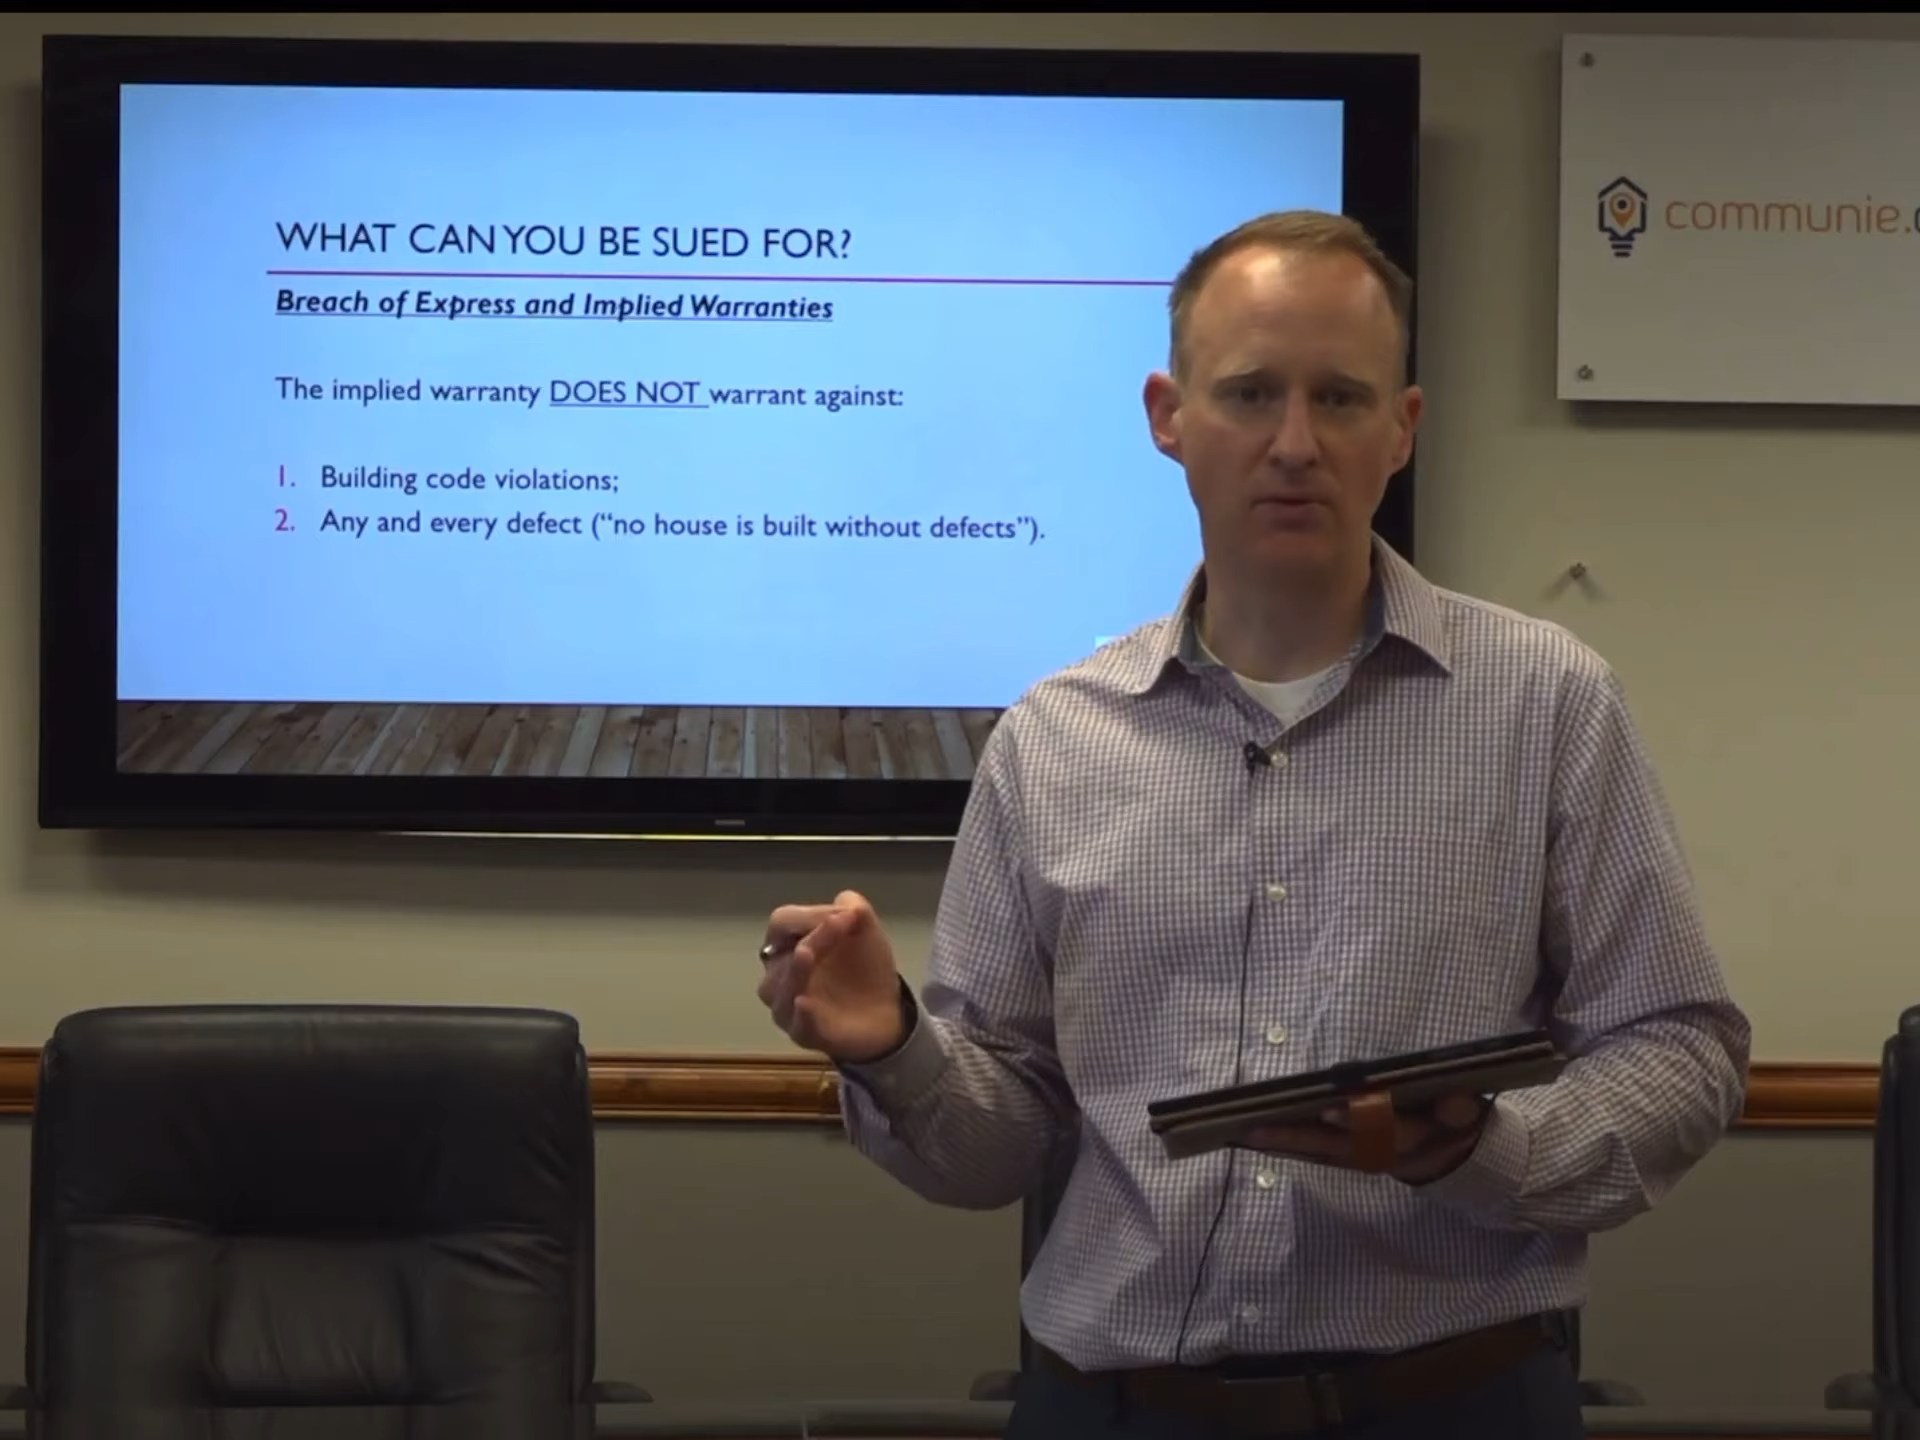 WHAT CAN YOU BE SUED FOR?
Breach of Express and Implied Warranties
The implied warranty DOES NOT warrant against:
1. Building code violations;
2. Any and every defect (“no house is built without defects”).
communie.